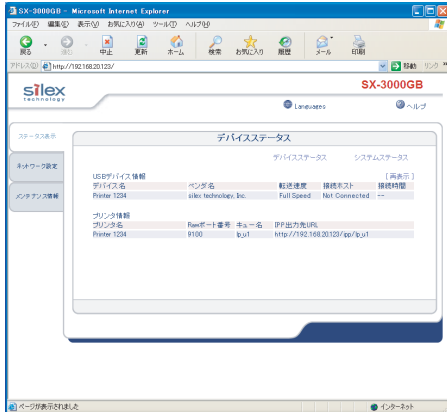 SX-3000GB - Microsoft Internet Explorer
ファイル(F) 編集(E) 表示(V) お気に入り(A) ツール(T) ヘルプ(H)
戻る 中止 更新 ホーム 検索 お気に入り 履歴 メール 印刷
アドレス(D) http://192.168.20.123/ 移動 リンク »
silex technology
SX-3000GB
Languages ヘルプ
ステータス表示
ネットワーク設定
メンテナンス情報
デバイスステータス
デバイスステータス システムステータス
USBデバイス情報 [ 再表示 ]
デバイス名 ベンダ名 転送速度 接続ホスト 接続時間
Printer 1234 silex technology, Inc. Full Speed Not Connected --
プリンタ情報
プリンタ名 Rawポート番号 キュー名 IPP出力先URL
Printer 1234 9100 lp_u1 http://192.168.20.123/ipp/lp_u1
ページが表示されました インターネット